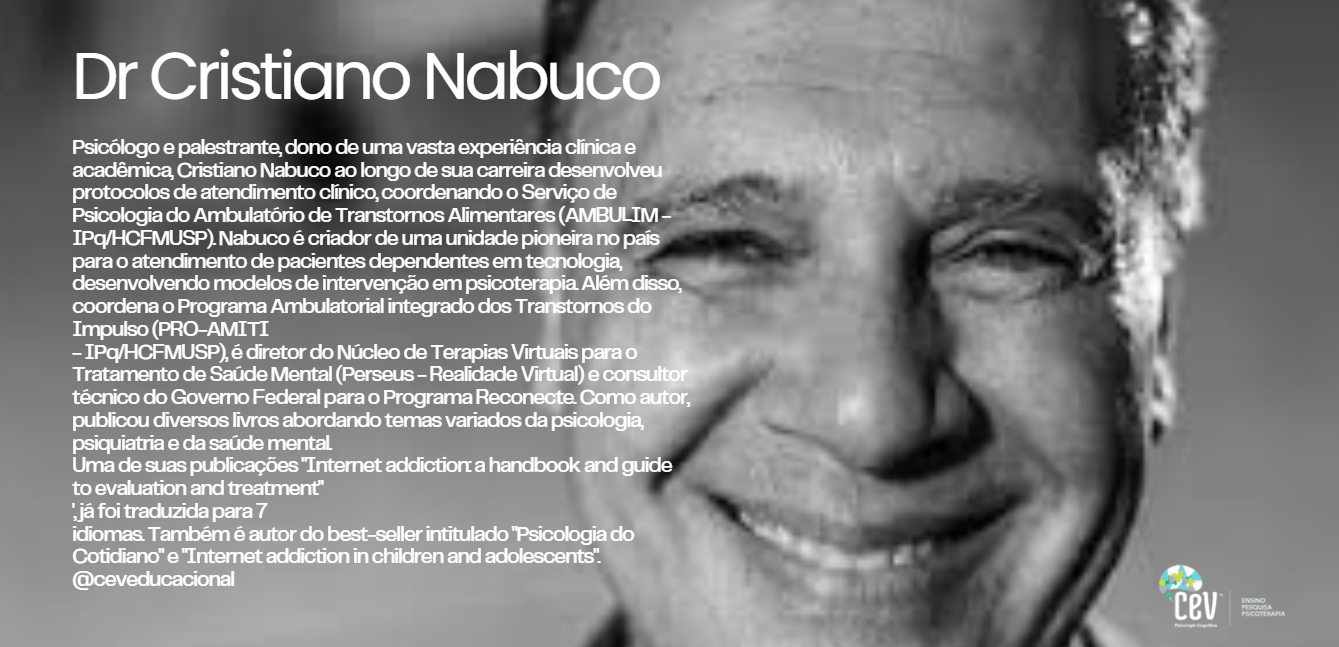 Dr Cristiano Nabuco
Psicólogo e palestrante, dono de uma vasta experiência clínica e
acadêmica, Cristiano Nabuco ao longo de sua carreira desenvolveu
protocolos de atendimento clínico, coordenando o Serviço de
Psicologia do Ambulatório de Transtornos Alimentares (AMBULIM –
IPq/HCFMUSP). Nabuco é criador de uma unidade pioneira no país
para o atendimento de pacientes dependentes em tecnologia,
desenvolvendo modelos de intervenção em psicoterapia. Além disso,
coordena o Programa Ambulatorial integrado dos Transtornos do
Impulso (PRO-AMITI
– IPq/HCFMUSP), é diretor do Núcleo de Terapias Virtuais para o
Tratamento de Saúde Mental (Perseus – Realidade Virtual) e consultor
técnico do Governo Federal para o Programa Reconecte. Como autor,
publicou diversos livros abordando temas variados da psicologia,
psiquiatria e da saúde mental.
Uma de suas publicações "Internet addiction: a handbook and guide
to evaluation and treatment"
', já foi traduzida para 7
idiomas. Também é autor do best-seller intitulado "Psicologia do
Cotidiano" e "Internet addiction in children and adolescents".
@ceveducacional
cev
Psicologia Cognitiva
ENSINO
PESQUISA
PSICOTERAPIA